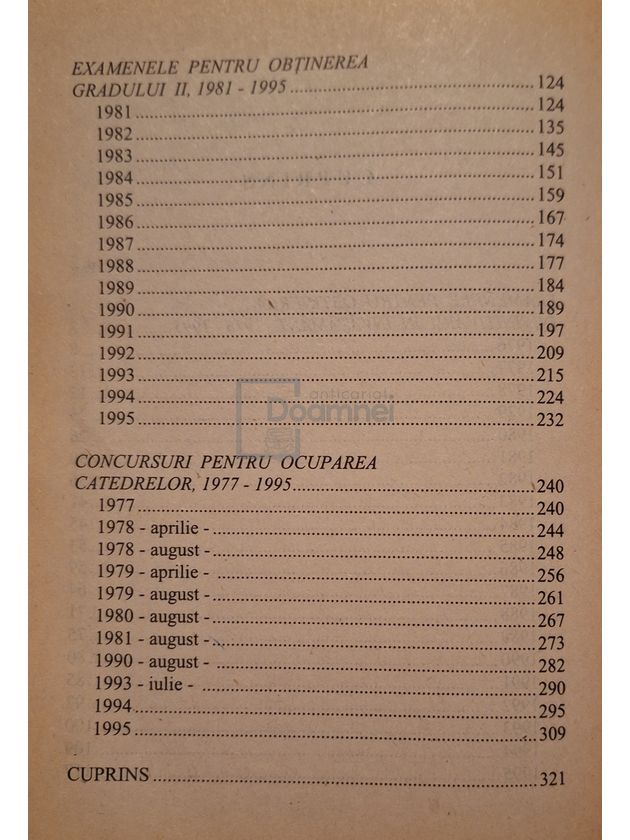 EXAMENELE PENTRU OBȚINEREA
GRADULUI II, 1981 - 1995 ........ 124
1981 ........ 124
1982 ........ 135
1983 ........ 145
1984 ........ 151
1985 ........ 159
1986 ........ 167
1987 ........ 174
1988 ........ 177
1989 ........ 184
1990 ........ 189
1991 ........ 197
1992 ........ 209
1993 ........ 215
1994 ........ 224
anticariat
Doamnei
1995 ........ 232
CONCURSURI PENTRU OCUPAREA
CATEDRELOR, 1977 - 1995 ........ 240
1977 ........ 240
1978 - aprilie - ........ 244
1978 - august - ........ 248
1979 - aprilie - ........ 256
1979 - august - ........ 261
1980 - august - ........ 267
1981 - august - ........ 273
1990 - august - ........ 282
1993 - iulie - ........ 290
1994 ........ 295
1995 ........ 309
CUPRINS ........ 321